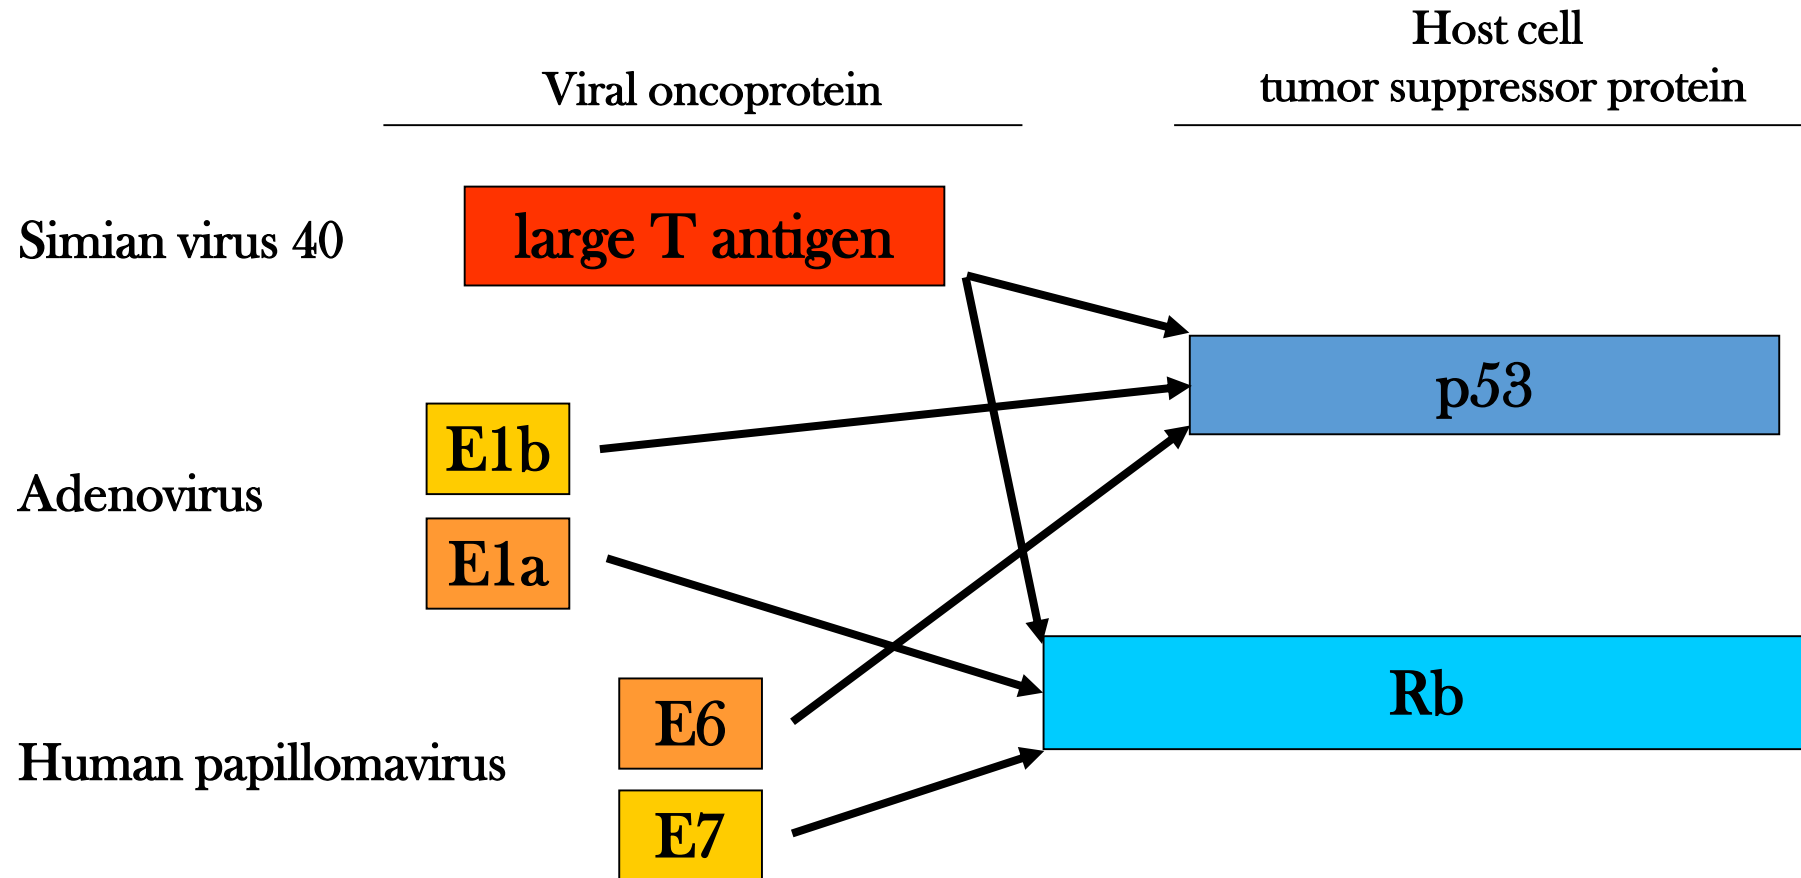 Host cell
Viral oncoprotein
tumor suppressor protein
Simian virus 40
large T antigen
p53
E1b
Adenovirus
E1a
Rb
E6
Human papillomavirus
E7